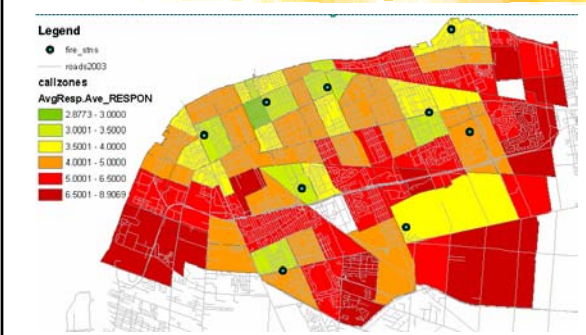 Legend
fire_stns
roads2003
callzones
AvgResp.Ave_RESPON
2.8773 - 3.0000
3.0001 - 3.5000
3.5001 - 4.0000
4.0001 - 5.0000
5.0001 - 6.5000
6.5001 - 8.9069